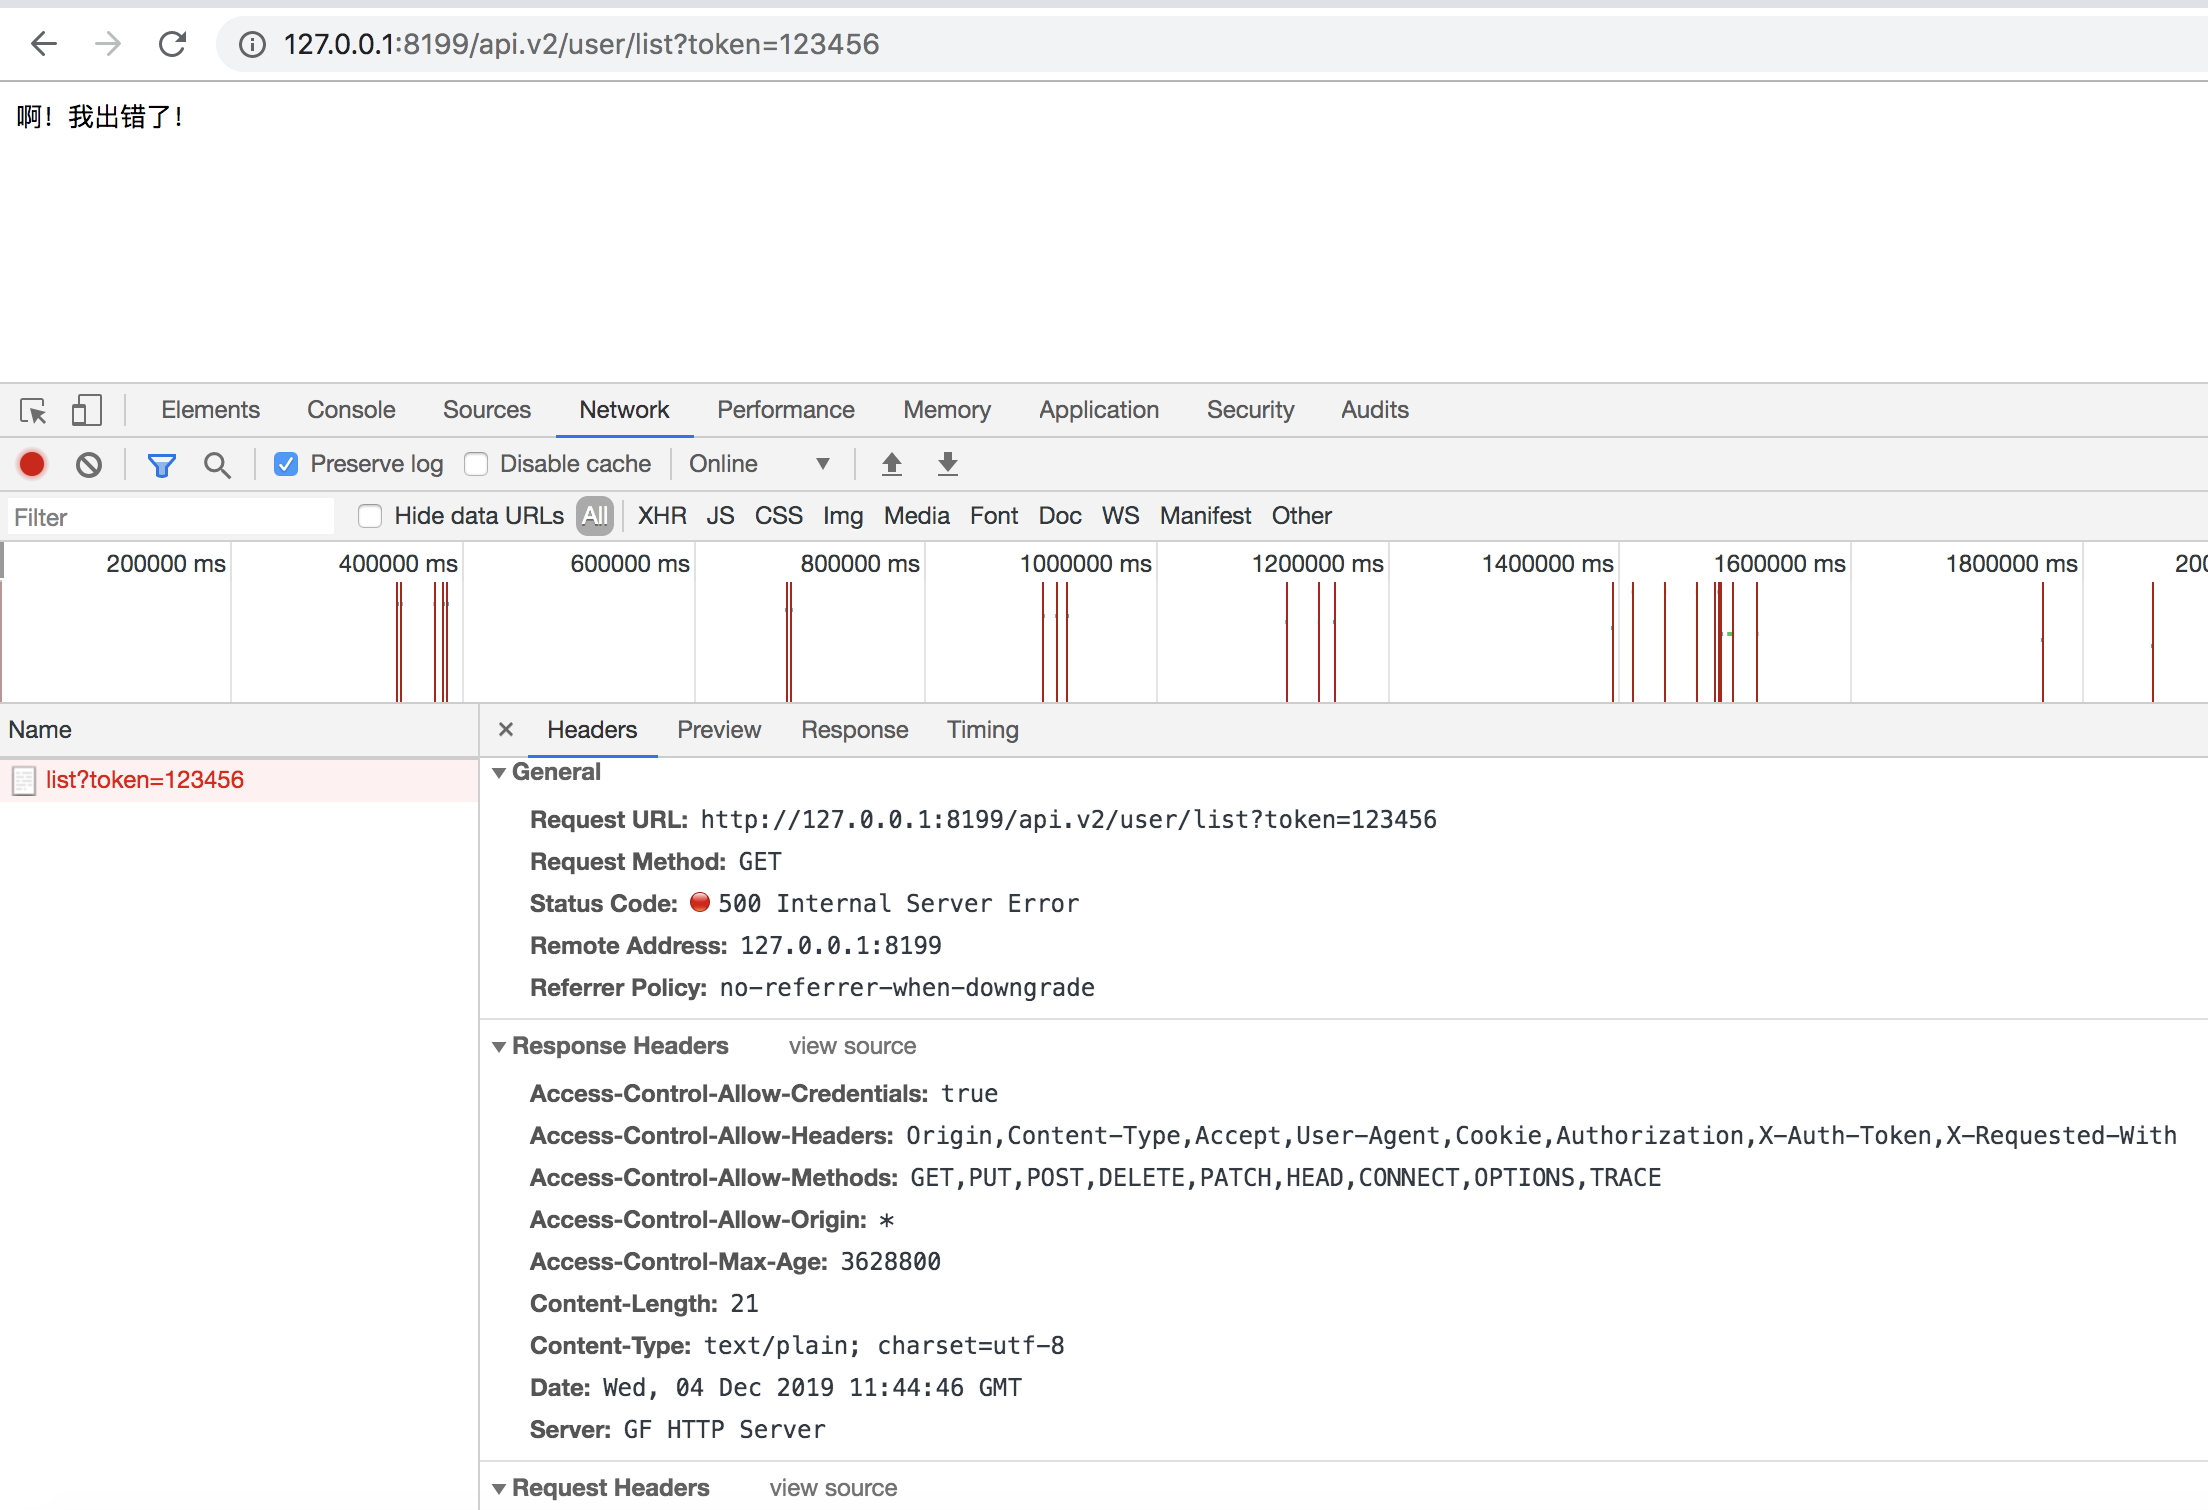 127.0.0.1:8199/api.v2/user/list?token=123456
啊！我出错了！
Elements Console Sources Network Performance Memory Application Security Audits
Preserve log Disable cache Online
Filter Hide data URLs All XHR JS CSS Img Media Font Doc WS Manifest Other
200000 ms 400000 ms 600000 ms 800000 ms 1000000 ms 1200000 ms 1400000 ms 1600000 ms 1800000 ms 200
Name
list?token=123456
× Headers Preview Response Timing
General
Request URL: http://127.0.0.1:8199/api.v2/user/list?token=123456
Request Method: GET
Status Code: 500 Internal Server Error
Remote Address: 127.0.0.1:8199
Referrer Policy: no-referrer-when-downgrade
Response Headers view source
Access-Control-Allow-Credentials: true
Access-Control-Allow-Headers: Origin,Content-Type,Accept,User-Agent,Cookie,Authorization,X-Auth-Token,X-Requested-With
Access-Control-Allow-Methods: GET,PUT,POST,DELETE,PATCH,HEAD,CONNECT,OPTIONS,TRACE
Access-Control-Allow-Origin: *
Access-Control-Max-Age: 3628800
Content-Length: 21
Content-Type: text/plain; charset=utf-8
Date: Wed, 04 Dec 2019 11:44:46 GMT
Server: GF HTTP Server
Request Headers view source